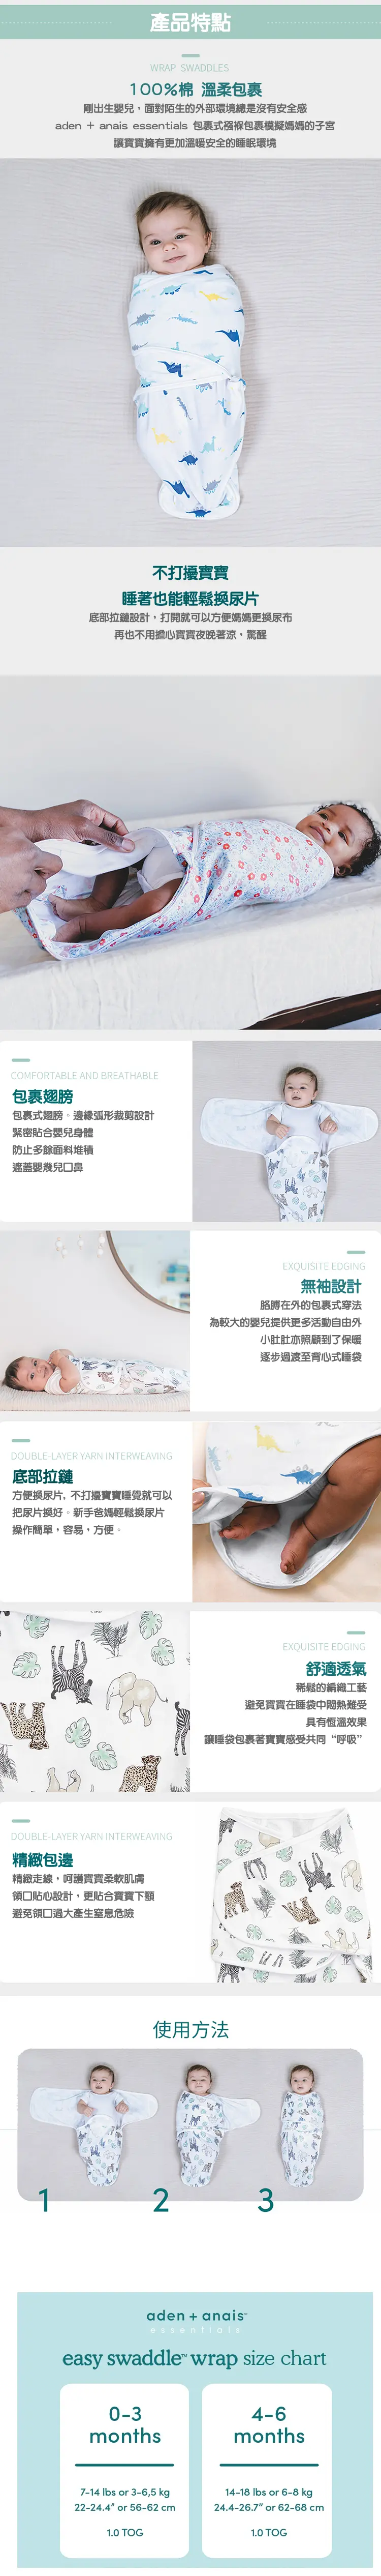 產品特點
WRAP SWADDLES
100%棉 溫柔包裹
剛出生嬰兒，面對陌生的外部環境總是沒有安全感
aden + anais essentials 包裹式襁褓包裹模擬媽媽的子宮
讓寶寶擁有更加溫暖安全的睡眠環境
不打擾寶寶
睡著也能輕鬆換尿片
底部拉鏈設計，打開就可以方便媽媽更換尿布
再也不用擔心寶寶夜晚著涼，驚醒
COMFORTABLE AND BREATHABLE
包裹翅膀
包裹式翅膀。邊緣弧形裁剪設計
緊密貼合嬰兒身體
防止多餘面料堆積
遮蓋嬰幾兒口鼻
EXQUISITE EDGING
無袖設計
胳膊在外的包裹式穿法
為較大的嬰兒提供更多活動自由外
小肚肚亦照顧到了保暖
逐步過渡至背心式睡袋
DOUBLE-LAYER YARN INTERWEAVING
底部拉鏈
方便換尿片, 不打擾寶寶睡覺就可以
把尿片換好。新手爸媽輕鬆換尿片
操作簡單，容易，方便。
EXQUISITE EDGING
舒適透氣
稀鬆的編織工藝
避免寶寶在睡袋中悶熱難受
具有恆溫效果
讓睡袋包裹著寶寶感受共同“呼吸”
DOUBLE-LAYER YARN INTERWEAVING
精緻包邊
精緻走線，呵護寶寶柔軟肌膚
領口貼心設計，更貼合寶寶下顎
避免領口過大產生窒息危險
使用方法
1 2 3
aden + anais™
essentials
easy swaddle™ wrap size chart
0-3
months
7-14 lbs or 3-6,5 kg
22-24.4" or 56-62 cm
1.0 TOG
4-6
months
14-18 lbs or 6-8 kg
24.4-26.7" or 62-68 cm
1.0 TOG